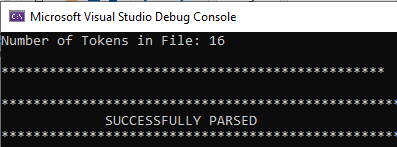 Microsoft Visual Studio Debug Console
Number of Tokens in File: 16
************************************************
**************************************************
SUCCESSFULLY PARSED
**************************************************